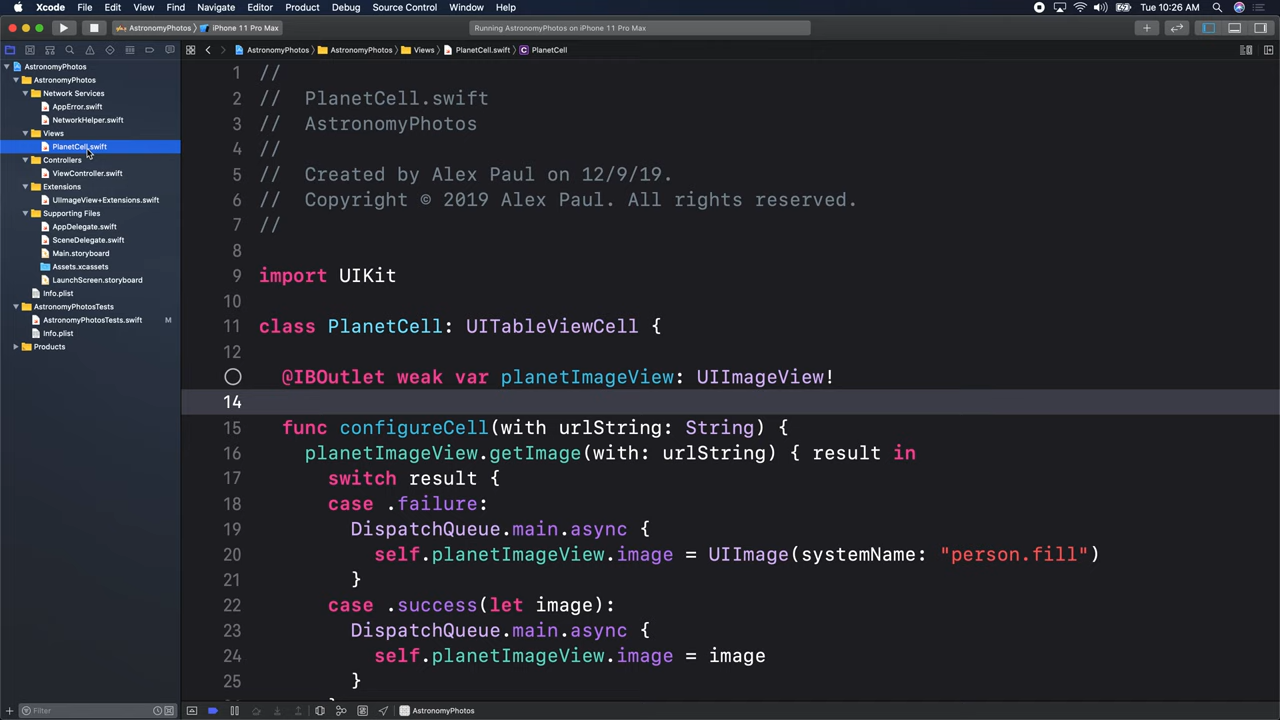 Xcode File Edit View Find Navigate Editor Product Debug Source Control Window Help
Tue 10:26 AM
AstronomyPhotos iPhone 11 Pro Max
Running AstronomyPhotos on iPhone 11 Pro Max
AstronomyPhotos AstronomyPhotos Views PlanetCell.swift C PlanetCell
AstronomyPhotos
AstronomyPhotos
Network Services
AppError.swift
NetworkHelper.swift
Views
PlanetCell.swift
Controllers
ViewController.swift
Extensions
UIImageView+Extensions.swift
Supporting Files
AppDelegate.swift
SceneDelegate.swift
Main.storyboard
Assets.xcassets
LaunchScreen.storyboard
Info.plist
AstronomyPhotosTests
AstronomyPhotosTests.swift M
Info.plist
Products
1 //
2 //  PlanetCell.swift
3 //  AstronomyPhotos
4 //
5 //  Created by Alex Paul on 12/9/19.
6 //  Copyright © 2019 Alex Paul. All rights reserved.
7 //
8
9 import UIKit
10
11 class PlanetCell: UITableViewCell {
12
@IBOutlet weak var planetImageView: UIImageView!
14
15 func configureCell(with urlString: String) {
16 planetImageView.getImage(with: urlString) { result in
17 switch result {
18 case .failure:
19 DispatchQueue.main.async {
20 self.planetImageView.image = UIImage(systemName: "person.fill")
21 }
22 case .success(let image):
23 DispatchQueue.main.async {
24 self.planetImageView.image = image
25 }
Filter
AstronomyPhotos